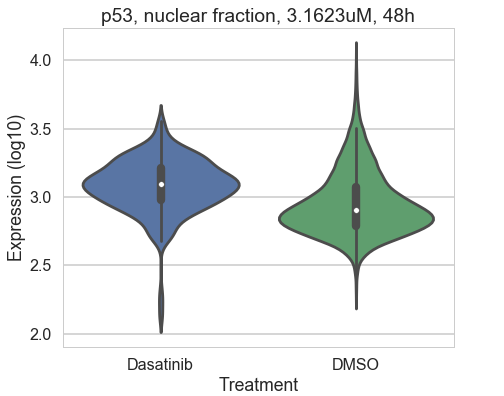 p53, nuclear fraction, 3.1623uM, 48h
Expression (log10)
4.0
3.5
3.0
2.5
2.0
Dasatinib DMSO
Treatment